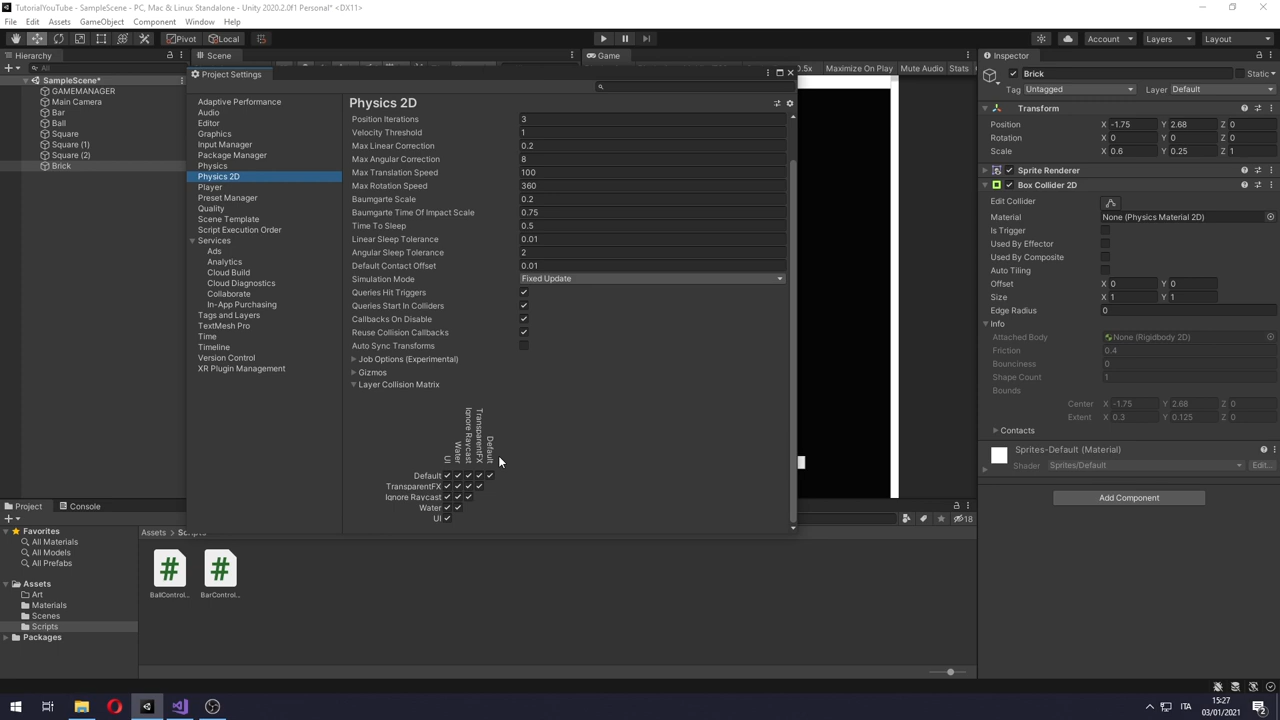 TutorialYouTube - SampleScene - PC, Mac & Linux Standalone - Unity 2020.2.0f1 Personal* <DX11>
File Edit Assets GameObject Component Window Help
Pivot Local
Account Layers Layout
Hierarchy
Scene
Game
Inspector
All
SampleScene*
GAMEMANAGER
Main Camera
Bar
Ball
Square
Square (1)
Square (2)
Brick
Project Settings
0.5x Maximize On Play Mute Audio Stats
Adaptive Performance
Audio
Editor
Graphics
Input Manager
Package Manager
Physics
Physics 2D
Player
Preset Manager
Quality
Scene Template
Script Execution Order
Services
Ads
Analytics
Cloud Build
Cloud Diagnostics
Collaborate
In-App Purchasing
Tags and Layers
TextMesh Pro
Time
Timeline
Version Control
XR Plugin Management
Physics 2D
Position Iterations 3
Velocity Threshold 1
Max Linear Correction 0.2
Max Angular Correction 8
Max Translation Speed 100
Max Rotation Speed 360
Baumgarte Scale 0.2
Baumgarte Time Of Impact Scale 0.75
Time To Sleep 0.5
Linear Sleep Tolerance 0.01
Angular Sleep Tolerance 2
Default Contact Offset 0.01
Simulation Mode Fixed Update
Queries Hit Triggers
Queries Start In Colliders
Callbacks On Disable
Reuse Collision Callbacks
Auto Sync Transforms
Job Options (Experimental)
Gizmos
Layer Collision Matrix
UI
Water
Ignore Raycast
TransparentFX
Default
Default
TransparentFX
Ignore Raycast
Water
UI
Brick Static
Tag Untagged Layer Default
Transform
Position X -1.75 Y 2.68 Z 0
Rotation X 0 Y 0 Z 0
Scale X 0.6 Y 0.25 Z 1
Sprite Renderer
Box Collider 2D
Edit Collider
Material None (Physics Material 2D)
Is Trigger
Used By Effector
Used By Composite
Auto Tiling
Offset X 0 Y 0
Size X 1 Y 1
Edge Radius 0
Info
Attached Body None (Rigidbody 2D)
Friction 0.4
Bounciness 0
Shape Count 1
Bounds
Center X -1.75 Y 2.68 Z 0
Extent X 0.3 Y 0.125 Z 0
Contacts
Sprites-Default (Material)
Shader Sprites/Default Edit...
Add Component
Project Console
Favorites
All Materials
All Models
All Prefabs
Assets
Art
Materials
Scenes
Scripts
Packages
Assets > Scripts
18
BallControl...
BarControl...
ITA
15:27
03/01/2021
2